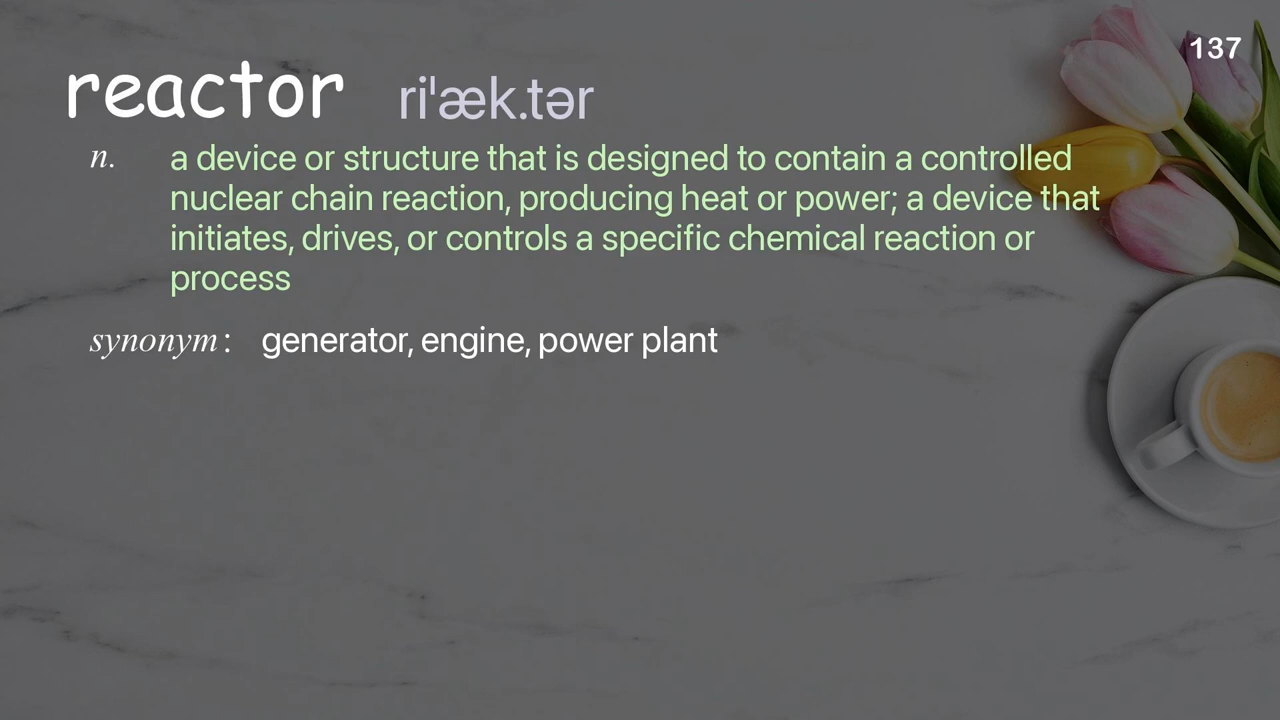 137
reactor ri'æk.tər
n. a device or structure that is designed to contain a controlled
nuclear chain reaction, producing heat or power; a device that
initiates, drives, or controls a specific chemical reaction or
process
synonym: generator, engine, power plant